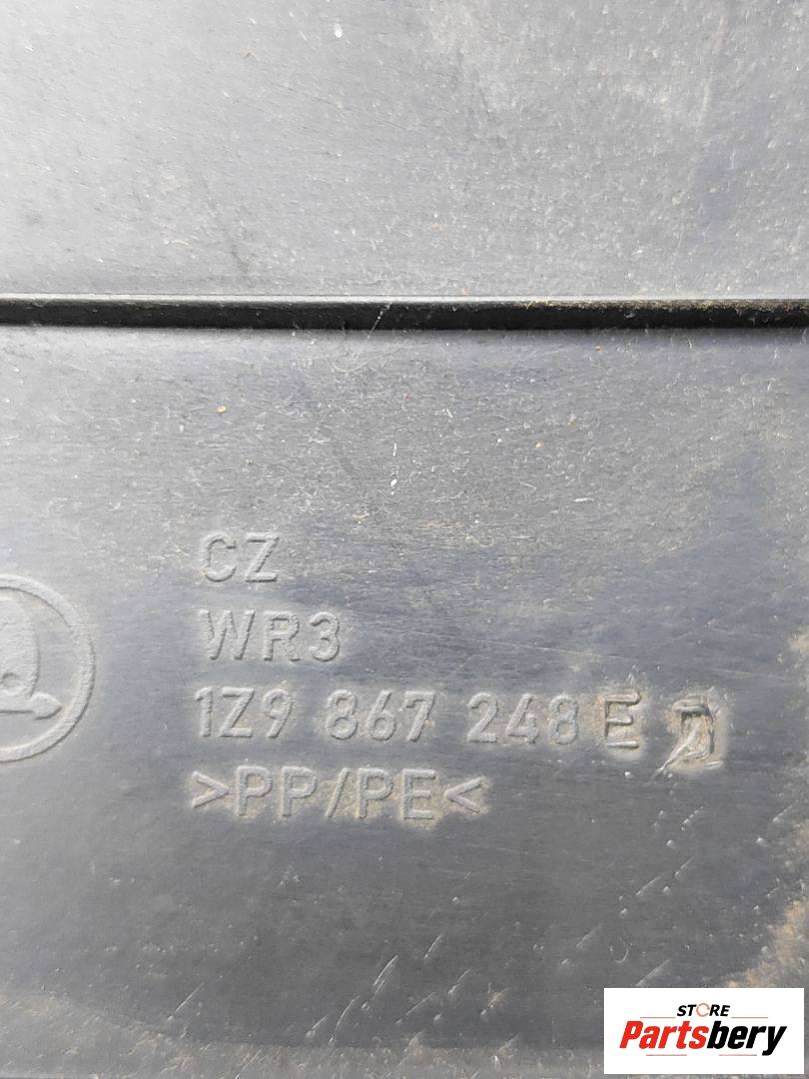 CZ
WR3
1Z9 867 248 E
>PP/PE<
STORE
Partsbery